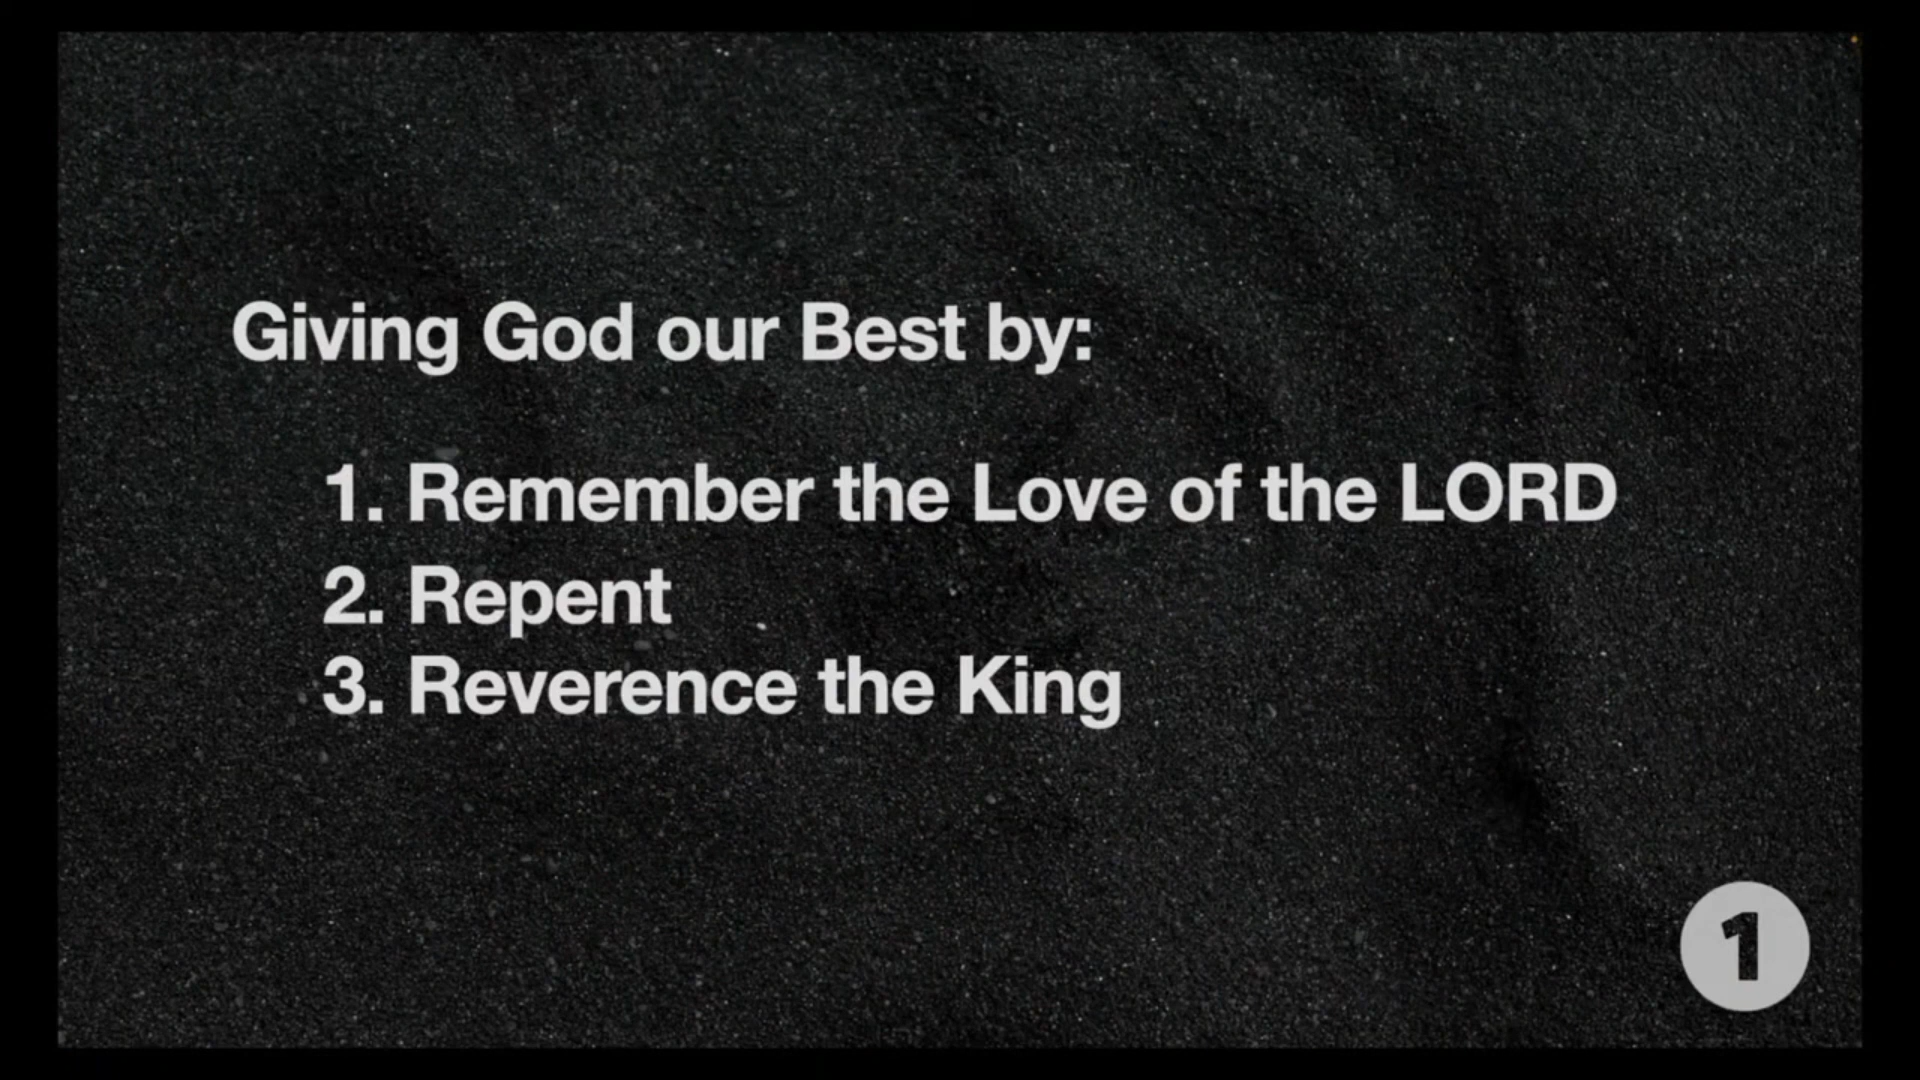 Giving God our Best by:
1. Remember the Love of the LORD
2. Repent
3. Reverence the King
1